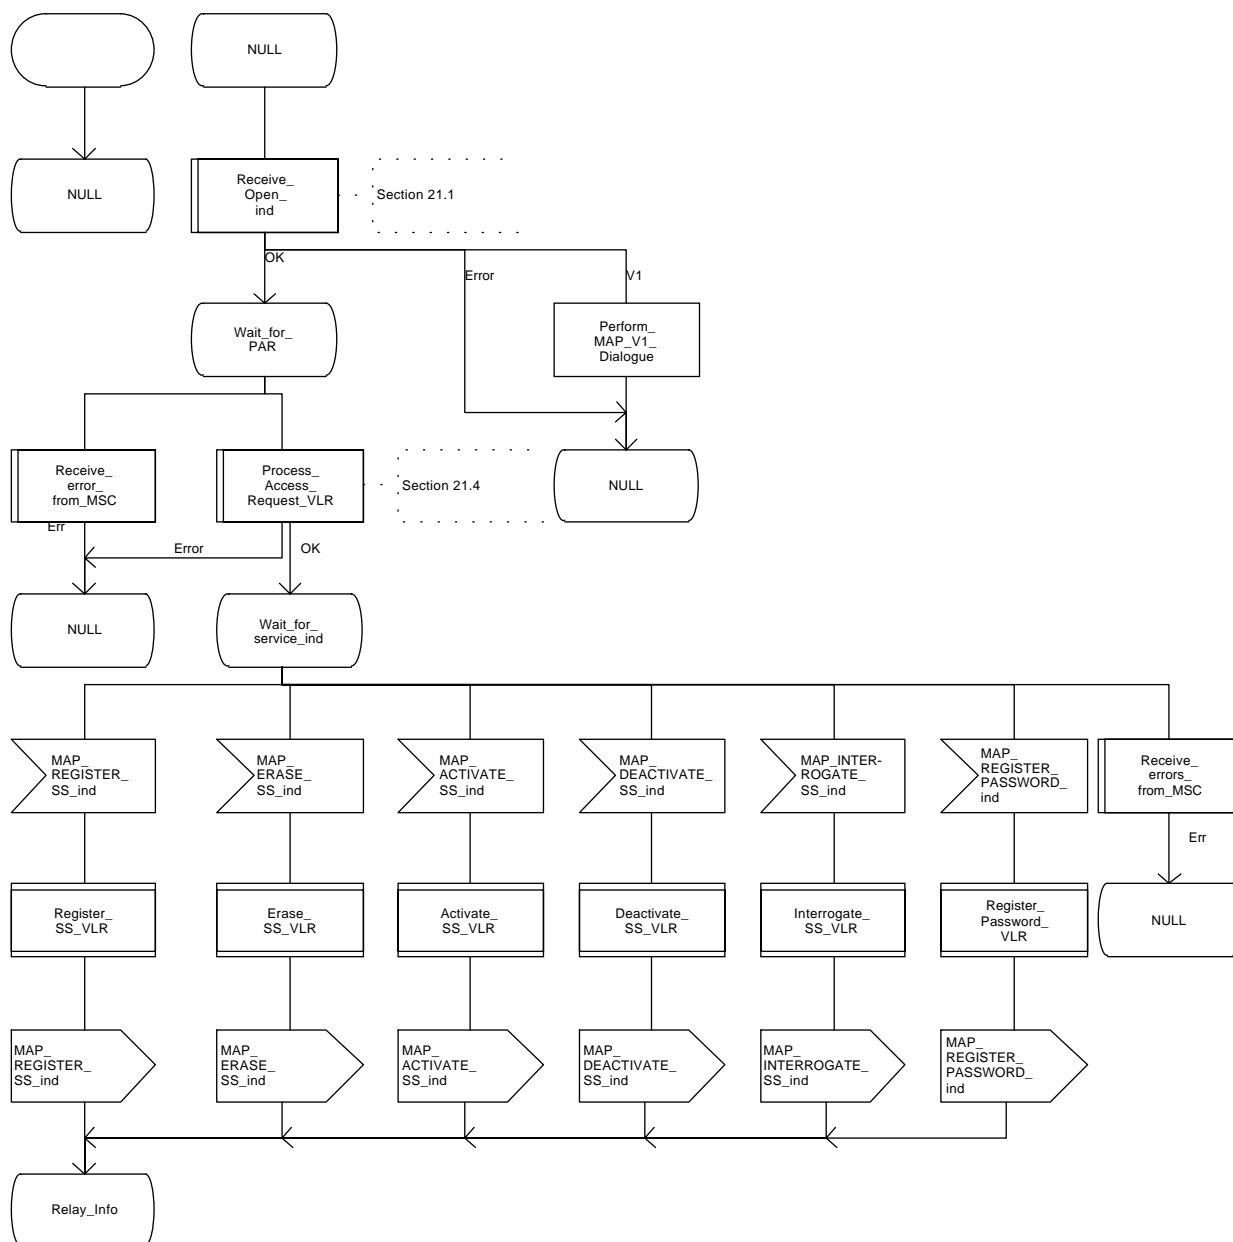 NULL
NULL
Receive_
Open_
ind
Section 21.1
OK
Error
V1
Wait_for_
PAR
Perform_
MAP_V1_
Dialogue
Receive_
error_
from_MSC
Process_
Access_
Request_VLR
Section 21.4
NULL
Err
Error
OK
NULL
Wait_for_
service_ind
MAP_
REGISTER_
SS_ind
MAP_
ERASE_
SS_ind
MAP_
ACTIVATE_
SS_ind
MAP_
DEACTIVATE_
SS_ind
MAP_INTER-
ROGATE_
SS_ind
MAP_
REGISTER_
PASSWORD_
ind
Receive_
errors_
from_MSC
Err
Register_
SS_VLR
Erase_
SS_VLR
Activate_
SS_VLR
Deactivate_
SS_VLR
Interrogate_
SS_VLR
Register_
Password_
VLR
NULL
MAP_
REGISTER_
SS_ind
MAP_
ERASE_
SS_ind
MAP_
ACTIVATE_
SS_ind
MAP_
DEACTIVATE_
SS_ind
MAP_
INTERROGATE_
SS_ind
MAP_
REGISTER_
PASSWORD_
ind
Relay_Info